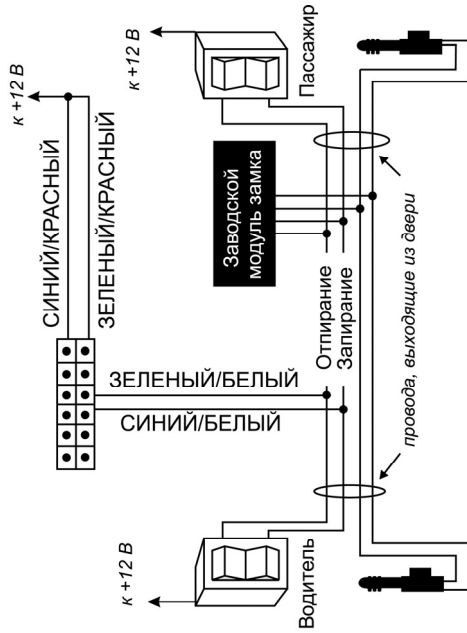 к +12 В
СИНИЙ/КРАСНЫЙ
ЗЕЛЕНЫЙ/КРАСНЫЙ
к +12 В
Пассажир
Заводской
модуль замка
ЗЕЛЕНЫЙ/БЕЛЫЙ
СИНИЙ/БЕЛЫЙ
Отпирание
Запирание
провода, выходящие из двери
к +12 В
Водитель